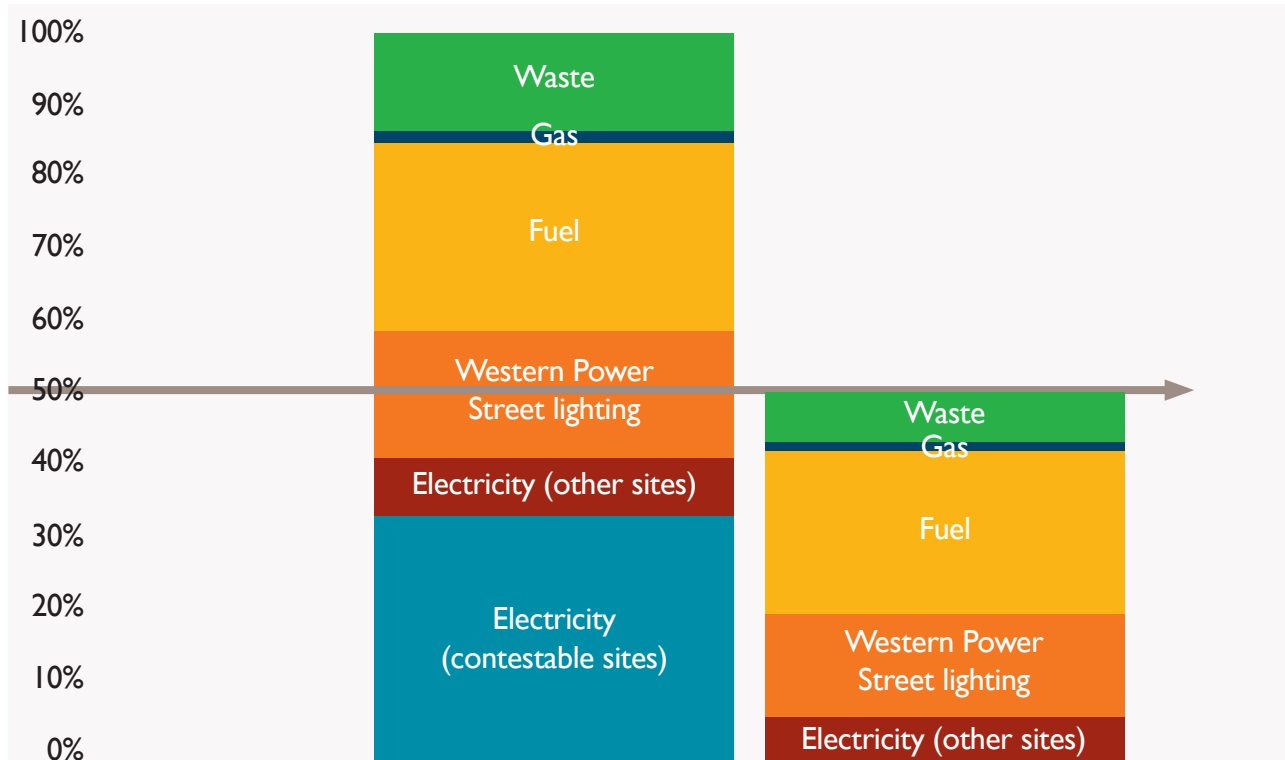 100%
90%
80%
70%
60%
50%
40%
30%
20%
10%
0%
Waste
Gas
Fuel
Western Power
Street lighting
Electricity (other sites)
Electricity
(contestable sites)
Waste
Gas
Fuel
Western Power
Street lighting
Electricity (other sites)